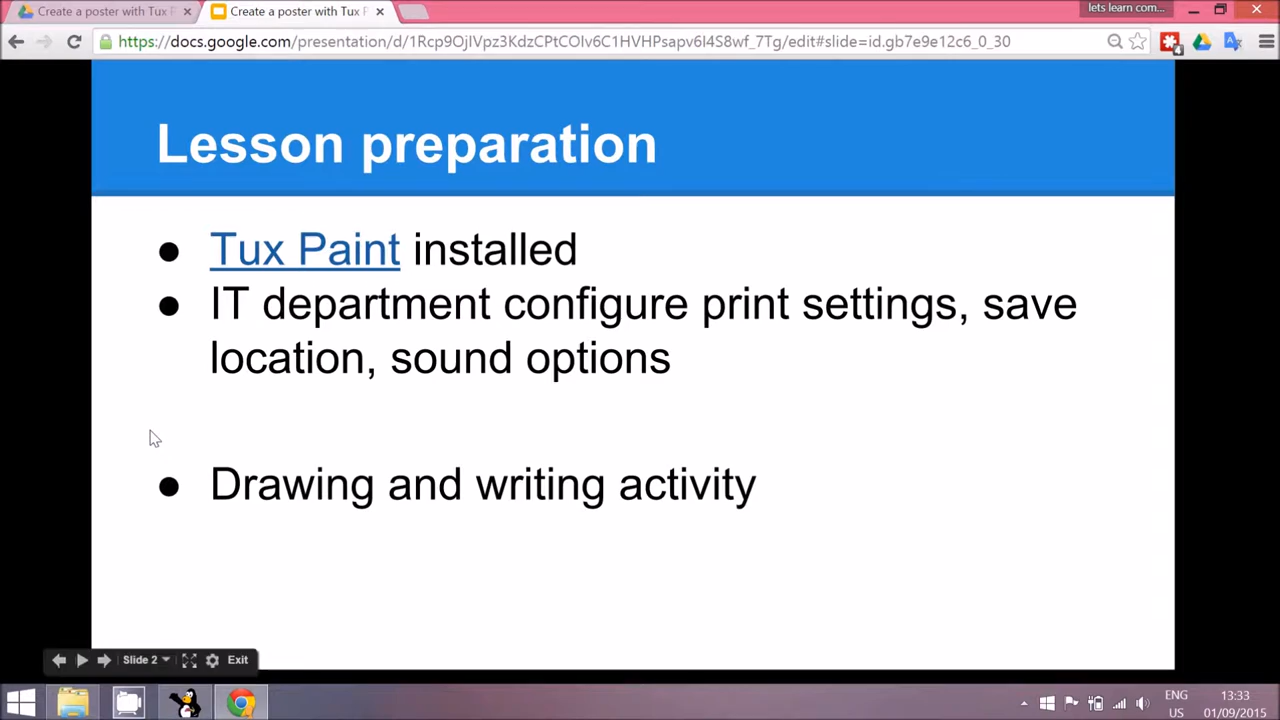 Create a poster with Tux F
Create a poster with Tux P
lets learn com...
https://docs.google.com/presentation/d/1Rcp9OjIVpz3KdzCPtCOIv6C1HVHPsapv6I4S8wf_7Tg/edit#slide=id.gb7e9e12c6_0_30
4
Lesson preparation
● Tux Paint installed
● IT department configure print settings, save
location, sound options
● Drawing and writing activity
Slide 2
Exit
ENG
US
13:33
01/09/2015